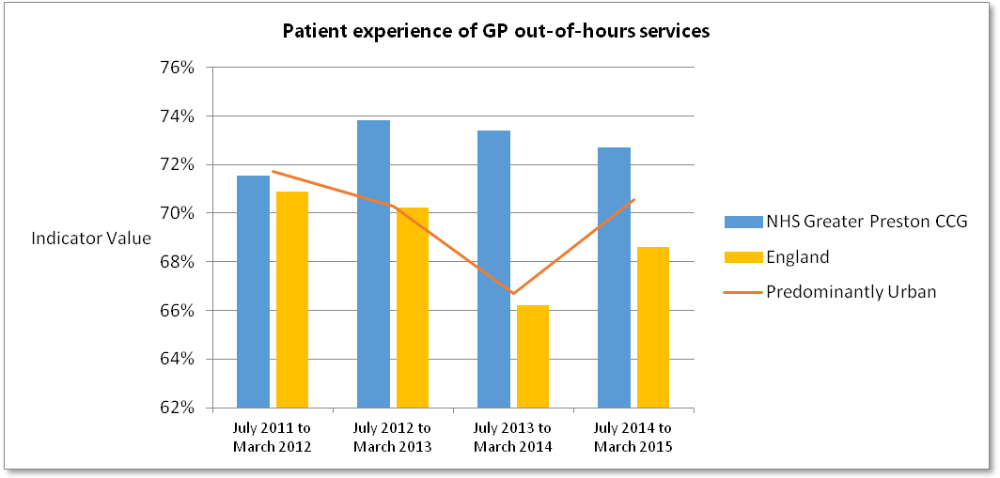 Patient experience of GP out-of-hours services
76%
74%
72%
70%
68%
66%
64%
62%
Indicator Value
July 2011 to
March 2012
July 2012 to
March 2013
July 2013 to
March 2014
July 2014 to
March 2015
NHS Greater Preston CCG
England
Predominantly Urban